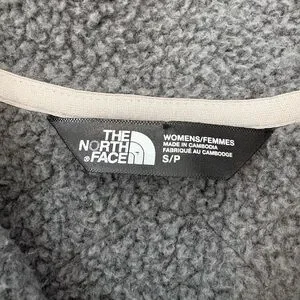 THE
NORTH
FACE®
WOMENS/FEMMES
MADE IN CAMBODIA
FABRIQUÉ AU CAMBODGE
S/P